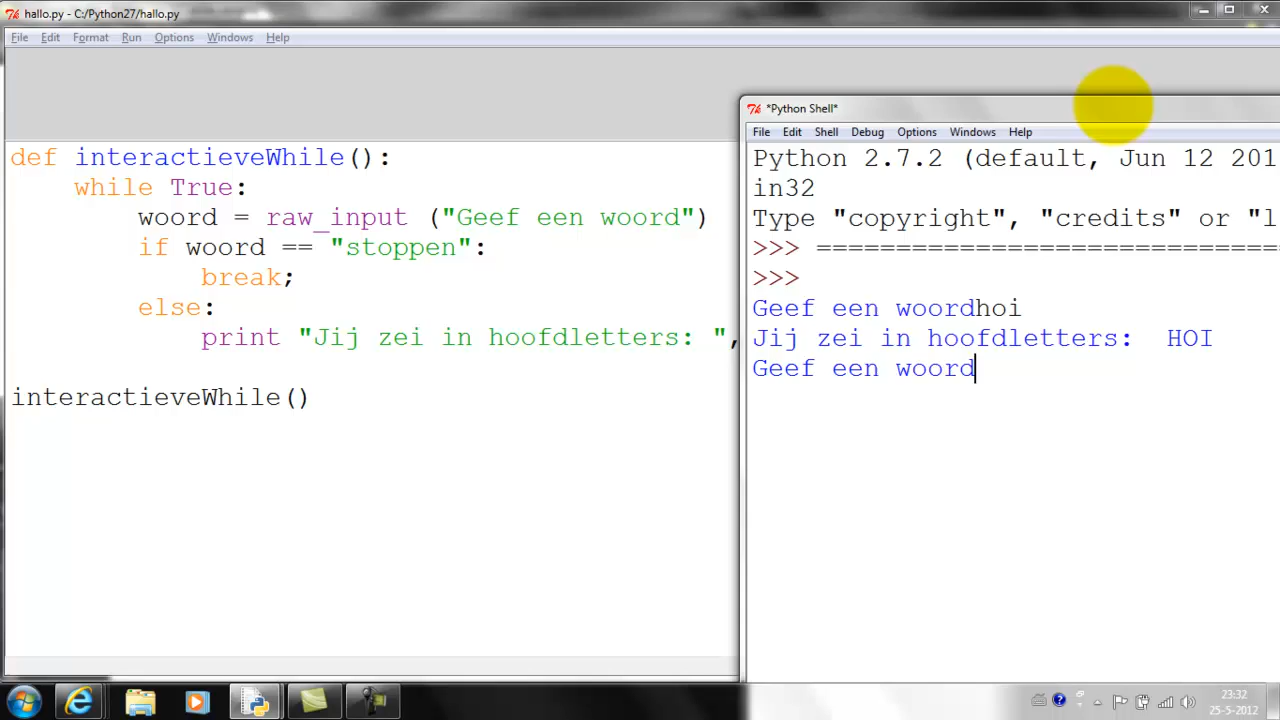 hallo.py - C:/Python27/hallo.py
File Edit Format Run Options Windows Help
def interactieveWhile():
while True:
woord = raw_input ("Geef een woord")
if woord == "stoppen":
break;
else:
print "Jij zei in hoofdletters: ",
interactieveWhile()
*Python Shell*
File Edit Shell Debug Options Windows Help
Python 2.7.2 (default, Jun 12 201
in32
Type "copyright", "credits" or "l
>>> =============================
>>>
Geef een woordhoi
Jij zei in hoofdletters:  HOI
Geef een woord
23:32
25-5-2012